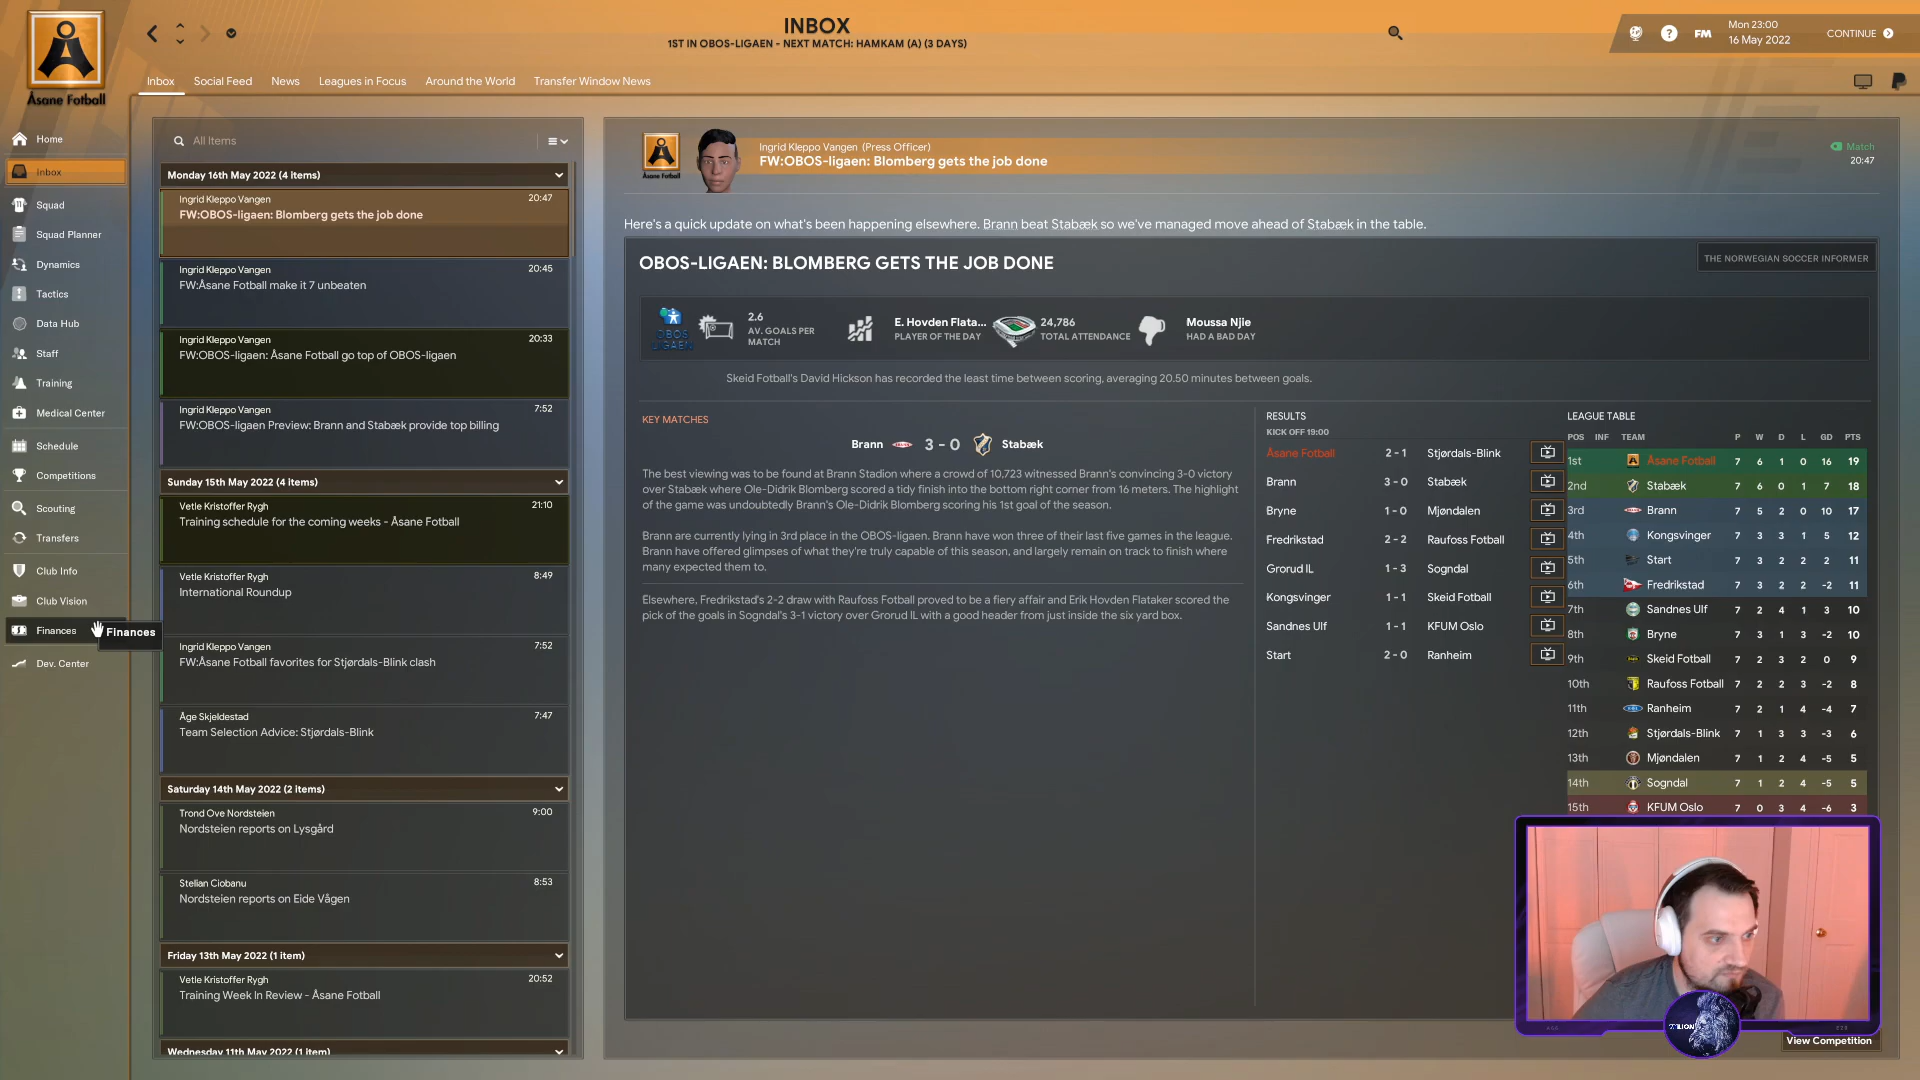 INBOX
1ST IN OBOS-LIGAEN - NEXT MATCH: HAMKAM (A) (3 DAYS)
FM
Mon 23:00
16 May 2022
CONTINUE
Åsane Fotball
Inbox
Social Feed
News
Leagues in Focus
Around the World
Transfer Window News
Home
Inbox
Squad
Squad Planner
Dynamics
Tactics
Data Hub
Staff
Training
Medical Center
Schedule
Competitions
Scouting
Transfers
Club Info
Club Vision
Finances
Finances
Dev. Center
All Items
Monday 16th May 2022 (4 items)
Ingrid Kleppo Vangen 20:47
FW:OBOS-ligaen: Blomberg gets the job done
Ingrid Kleppo Vangen 20:45
FW:Åsane Fotball make it 7 unbeaten
Ingrid Kleppo Vangen 20:33
FW:OBOS-ligaen: Åsane Fotball go top of OBOS-ligaen
Ingrid Kleppo Vangen 7:52
FW:OBOS-ligaen Preview: Brann and Stabæk provide top billing
Sunday 15th May 2022 (4 items)
Vetle Kristoffer Rygh 21:10
Training schedule for the coming weeks - Åsane Fotball
Vetle Kristoffer Rygh 8:49
International Roundup
Ingrid Kleppo Vangen 7:52
FW:Åsane Fotball favorites for Stjørdals-Blink clash
Åge Skjeldestad 7:47
Team Selection Advice: Stjørdals-Blink
Saturday 14th May 2022 (2 items)
Trond Ove Nordsteien 9:00
Nordsteien reports on Lysgård
Stelian Ciobanu 8:53
Nordsteien reports on Eide Vågen
Friday 13th May 2022 (1 item)
Vetle Kristoffer Rygh 20:52
Training Week In Review - Åsane Fotball
Wednesday 11th May 2022 (1 item)
Åsane Fotball
Ingrid Kleppo Vangen (Press Officer)
FW:OBOS-ligaen: Blomberg gets the job done
Match
20:47
Here's a quick update on what's been happening elsewhere. Brann beat Stabæk so we've managed move ahead of Stabæk in the table.
OBOS-LIGAEN: BLOMBERG GETS THE JOB DONE
THE NORWEGIAN SOCCER INFORMER
OBOS
LIGAEN
2.6
AV. GOALS PER
MATCH
E. Hovden Flata...
PLAYER OF THE DAY
24,786
TOTAL ATTENDANCE
Moussa Njie
HAD A BAD DAY
Skeid Fotball's David Hickson has recorded the least time between scoring, averaging 20.50 minutes between goals.
KEY MATCHES
Brann 3 - 0 Stabæk
The best viewing was to be found at Brann Stadion where a crowd of 10,723 witnessed Brann's convincing 3-0 victory
over Stabæk where Ole-Didrik Blomberg scored a tidy finish into the bottom right corner from 16 meters. The highlight
of the game was undoubtedly Brann's Ole-Didrik Blomberg scoring his 1st goal of the season.
Brann are currently lying in 3rd place in the OBOS-ligaen. Brann have won three of their last five games in the league.
Brann have offered glimpses of what they're truly capable of this season, and largely remain on track to finish where
many expected them to.
Elsewhere, Fredrikstad's 2-2 draw with Raufoss Fotball proved to be a fiery affair and Erik Hovden Flataker scored the
pick of the goals in Sogndal's 3-1 victory over Grorud IL with a good header from just inside the six yard box.
RESULTS
KICK OFF 19:00
Åsane Fotball 2 - 1 Stjørdals-Blink
Brann 3 - 0 Stabæk
Bryne 1 - 0 Mjøndalen
Fredrikstad 2 - 2 Raufoss Fotball
Grorud IL 1 - 3 Sogndal
Kongsvinger 1 - 1 Skeid Fotball
Sandnes Ulf 1 - 1 KFUM Oslo
Start 2 - 0 Ranheim
LEAGUE TABLE
POS INF TEAM P W D L GD PTS
1st Åsane Fotball 7 6 1 0 16 19
2nd Stabæk 7 6 0 1 7 18
3rd Brann 7 5 2 0 10 17
4th Kongsvinger 7 3 3 1 5 12
5th Start 7 3 2 2 2 11
6th Fredrikstad 7 3 2 2 -2 11
7th Sandnes Ulf 7 2 4 1 3 10
8th Bryne 7 3 1 3 -2 10
9th Skeid Fotball 7 2 3 2 0 9
10th Raufoss Fotball 7 2 2 3 -2 8
11th Ranheim 7 2 1 4 -4 7
12th Stjørdals-Blink 7 1 3 3 -3 6
13th Mjøndalen 7 1 2 4 -5 5
14th Sogndal 7 1 2 4 -5 5
15th KFUM Oslo 7 0 3 4 -6 3
View Competition